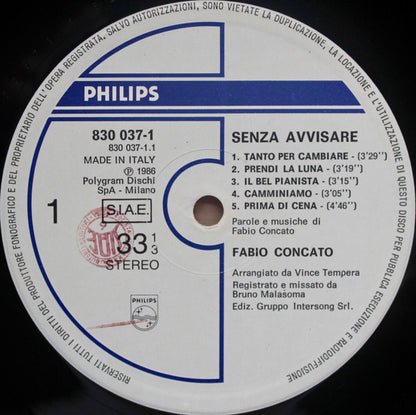 SALVO AUTORIZZAZIONI, SONO VIETATE LA DUPLICAZIONE, LA LOCAZIONE E L'UTILIZZAZIONE DI QUESTO DISCO PER PUBBLICA ESECUZIONE E RADIODIFFUSIONE
RISERVATI TUTTI I DIRITTI DEL PRODUTTORE FONOGRAFICO E DEL PROPRIETARIO DELL'OPERA REGISTRATA.
PHILIPS
830 037-1
830 037-1.1
MADE IN ITALY
℗ 1986
Polygram Dischi
SpA - Milano
1
S.I.A.E.
33 1/3
STEREO
PHILIPS
SENZA AVVISARE
1. TANTO PER CAMBIARE - (3'29")
2. PRENDI LA LUNA - (3'19")
3. IL BEL PIANISTA - (3'15")
4. CAMMINIAMO - (3'05")
5. PRIMA DI CENA - (4'46")
Parole e musiche di
Fabio Concato
FABIO CONCATO
Arrangiato da Vince Tempera
Registrato e missato da
Bruno Malasoma
Ediz. Gruppo Intersong Srl.